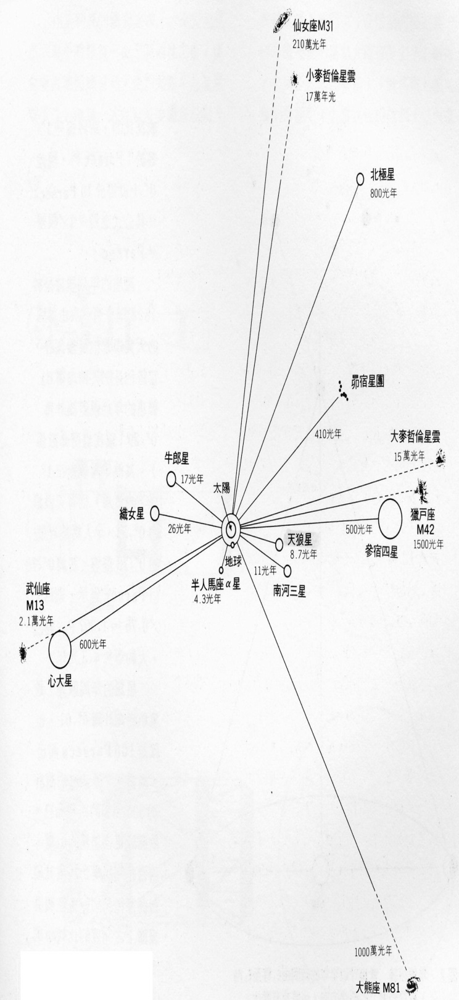 仙女座M31
210萬光年
小麥哲倫星雲
17萬年光
北極星
800光年
昴宿星團
410光年
大麥哲倫星雲
15萬光年
牛郎星
17光年
太陽
織女星
26光年
獵戶座
M42
1500光年
500光年
參宿四星
天狼星
8.7光年
地球
11光年
南河三星
半人馬座α星
4.3光年
武仙座
M13
2.1萬光年
600光年
心大星
1000萬光年
大熊座M81